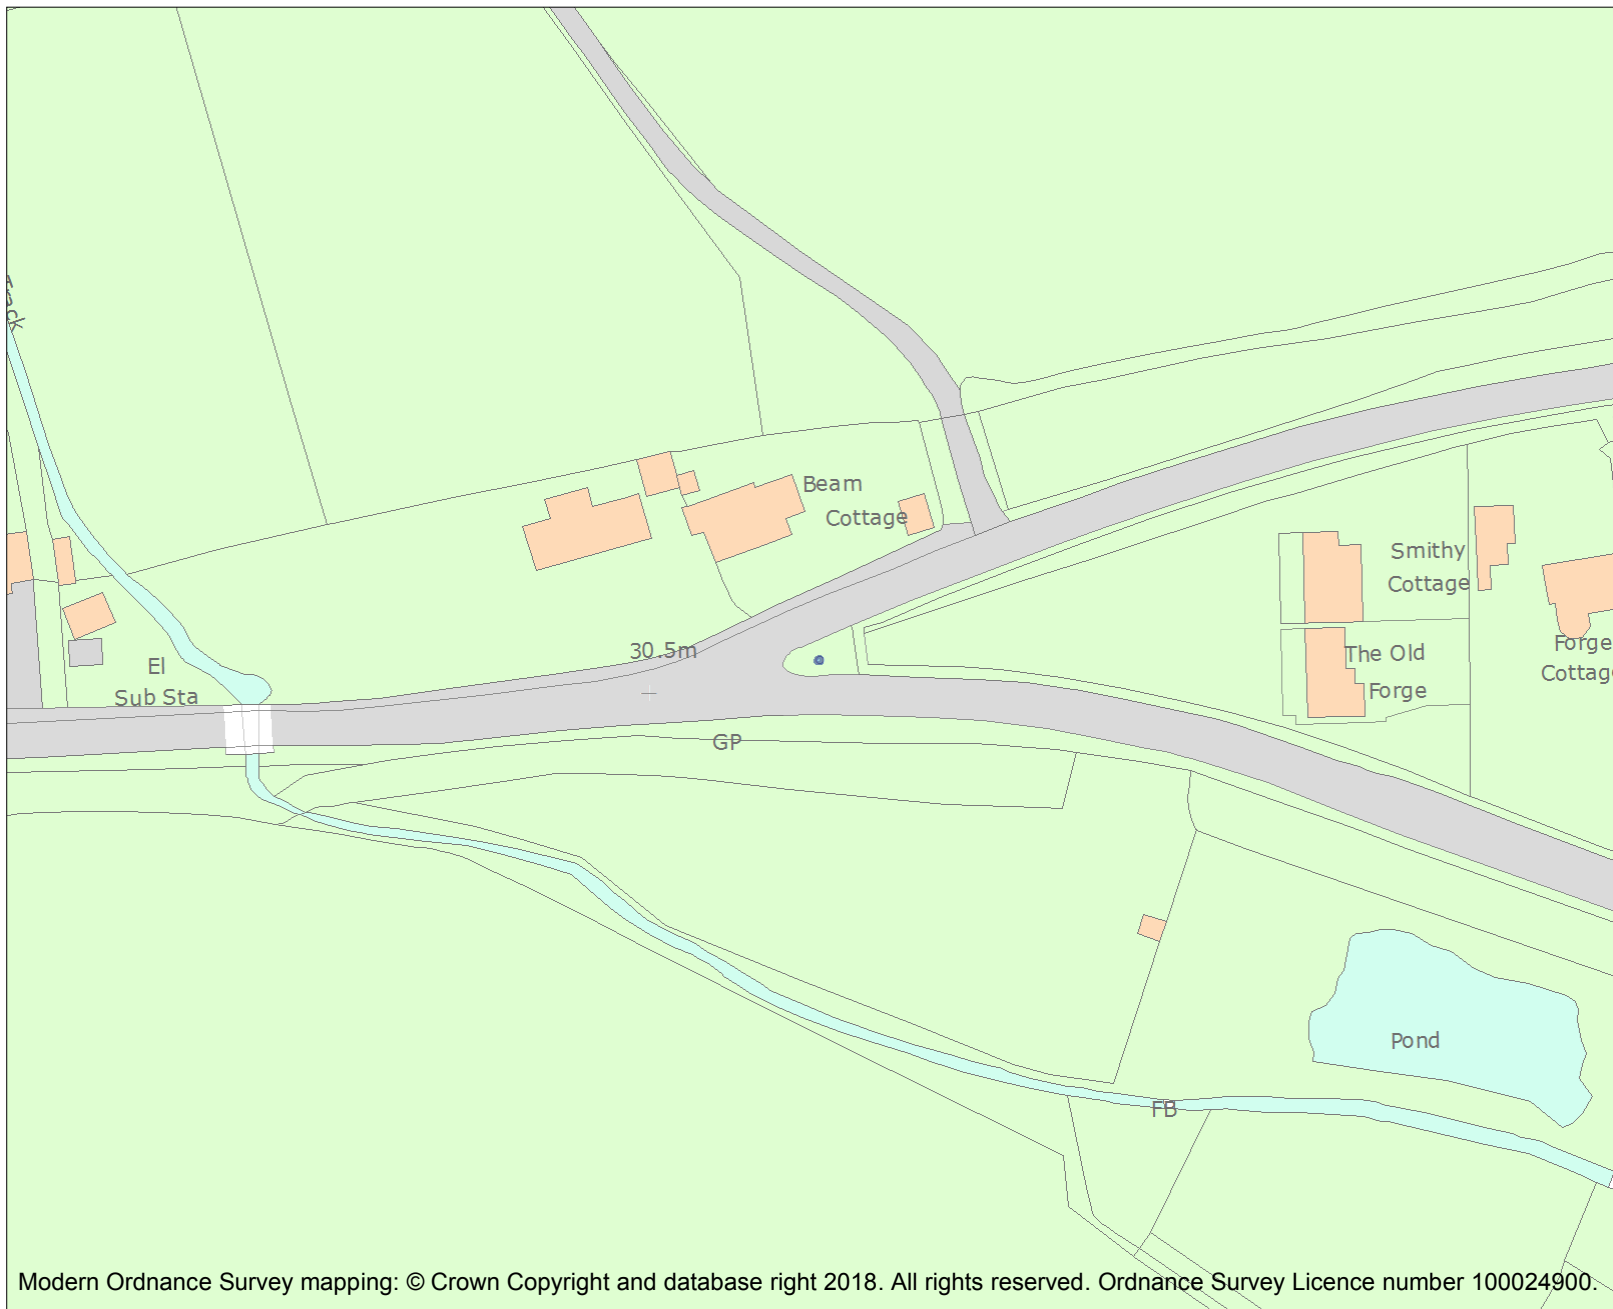 Track
Beam
Cottage
Smithy
Cottage
30.5m
The Old
Forge
Forge
Cottag
El
Sub Sta
GP
Pond
FB
Modern Ordnance Survey mapping: © Crown Copyright and database right 2018. All rights reserved. Ordnance Survey Licence number 100024900.